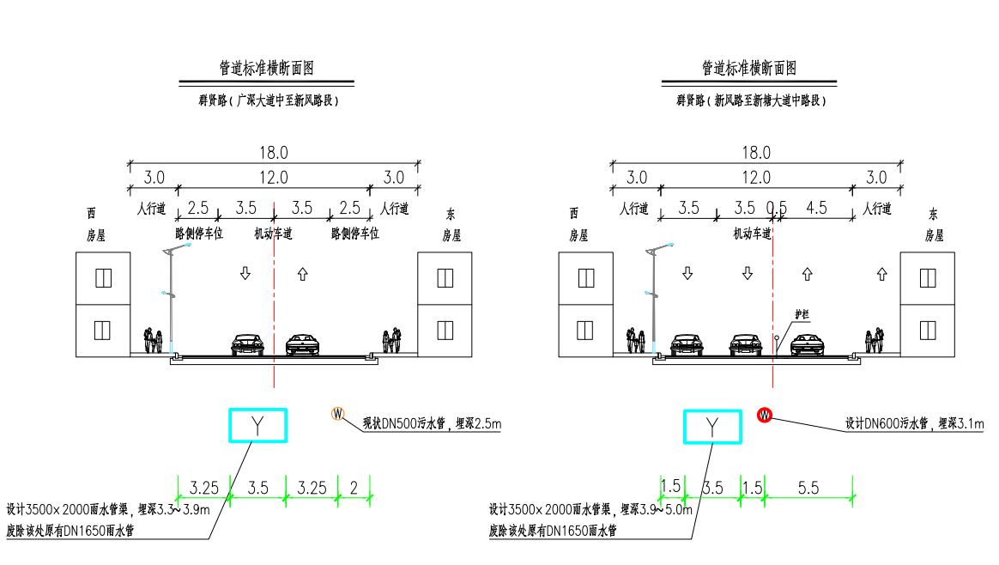 管道标准横断面图
群贤路(广深大道中至新风路段)
18.0
3.0 12.0 3.0
西 人行道 2.5 3.5 3.5 2.5 人行道 东
房屋 路侧停车位 机动车道 路侧停车位 房屋
Y W
现状DN500污水管，埋深2.5m
3.25 3.5 3.25 2
设计3500×2000雨水管渠，埋深3.3~3.9m
废除该处原有DN1650雨水管
管道标准横断面图
群贤路(新风路至新塘大道中路段)
18.0
3.0 12.0 3.0
西 人行道 3.5 3.5 0.5 4.5 人行道 东
房屋 机动车道 房屋
护栏
Y W
设计DN600污水管，埋深3.1m
1.5 3.5 1.5 5.5
设计3500×2000雨水管渠，埋深3.9~5.0m
废除该处原有DN1650雨水管